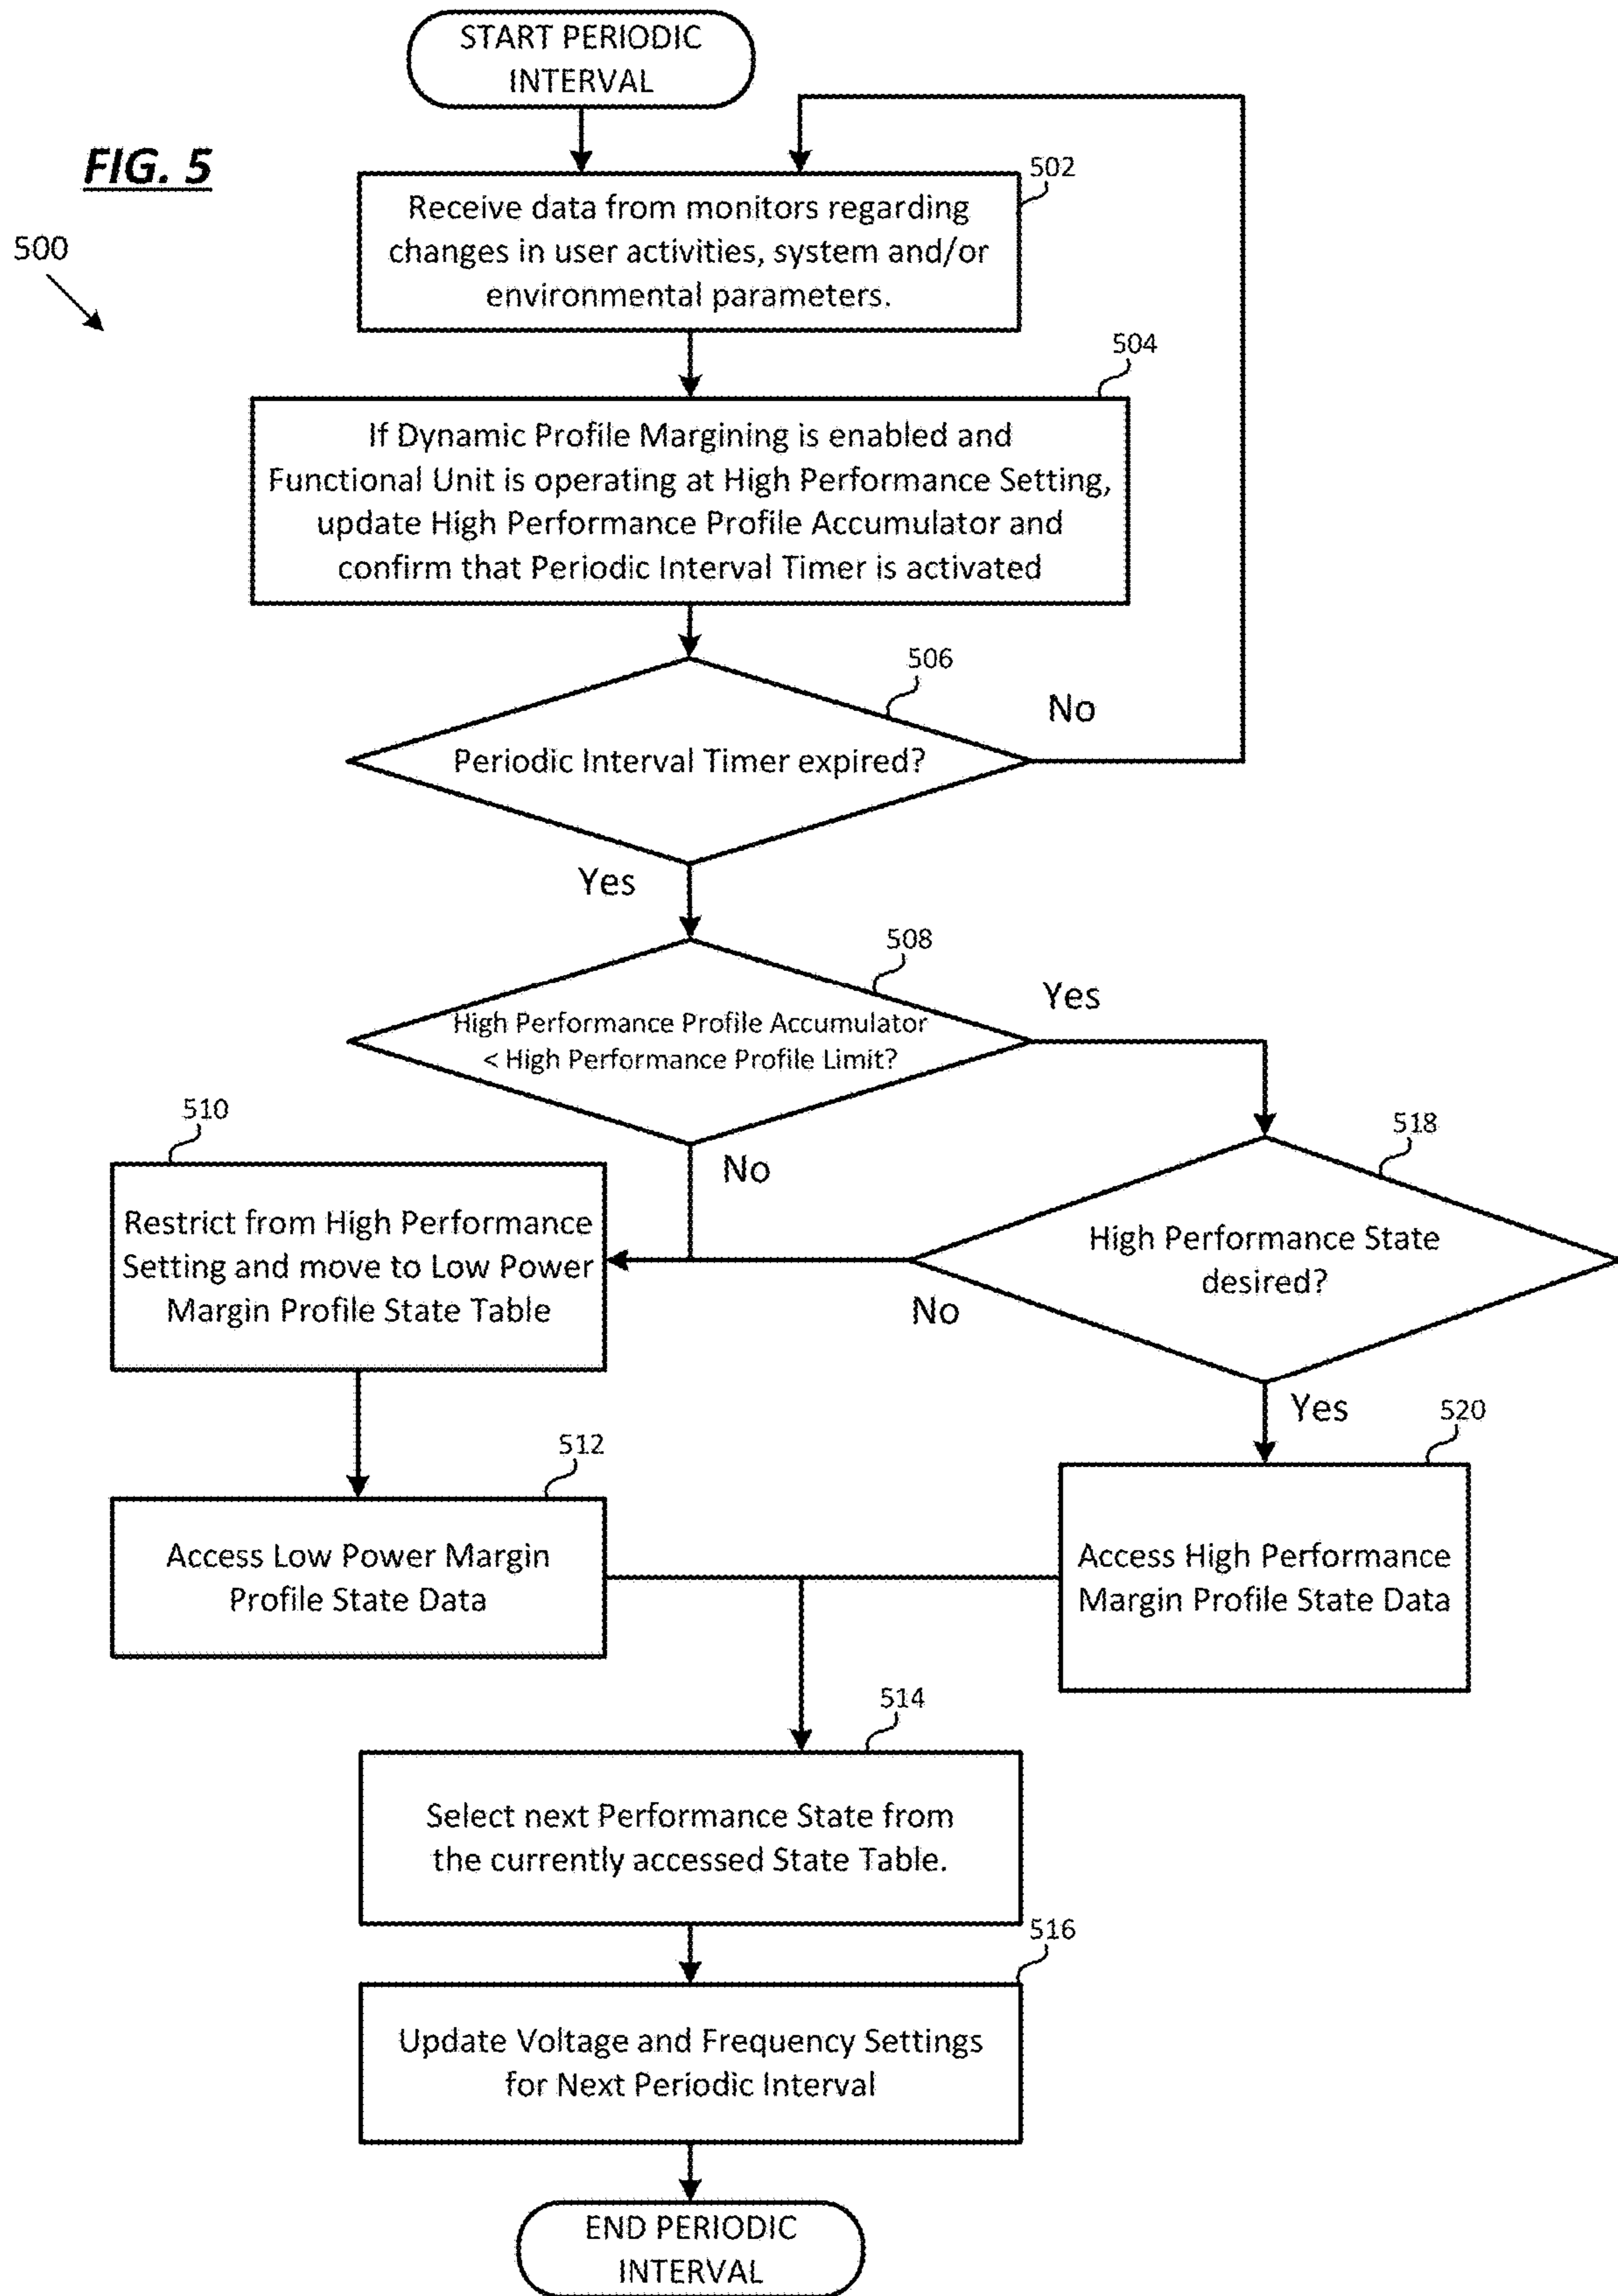 START PERIODIC
INTERVAL
FIG. 5
500
502
Receive data from monitors regarding
changes in user activities, system and/or
environmental parameters.
504
If Dynamic Profile Margining is enabled and
Functional Unit is operating at High Performance Setting,
update High Performance Profile Accumulator and
confirm that Periodic Interval Timer is activated
506
No
Periodic Interval Timer expired?
Yes
508
Yes
High Performance Profile Accumulator
< High Performance Profile Limit?
510
518
No
Restrict from High Performance
Setting and move to Low Power
Margin Profile State Table
High Performance State
desired?
No
Yes
520
512
Access Low Power Margin
Profile State Data
Access High Performance
Margin Profile State Data
514
Select next Performance State from
the currently accessed State Table.
516
Update Voltage and Frequency Settings
for Next Periodic Interval
END PERIODIC
INTERVAL